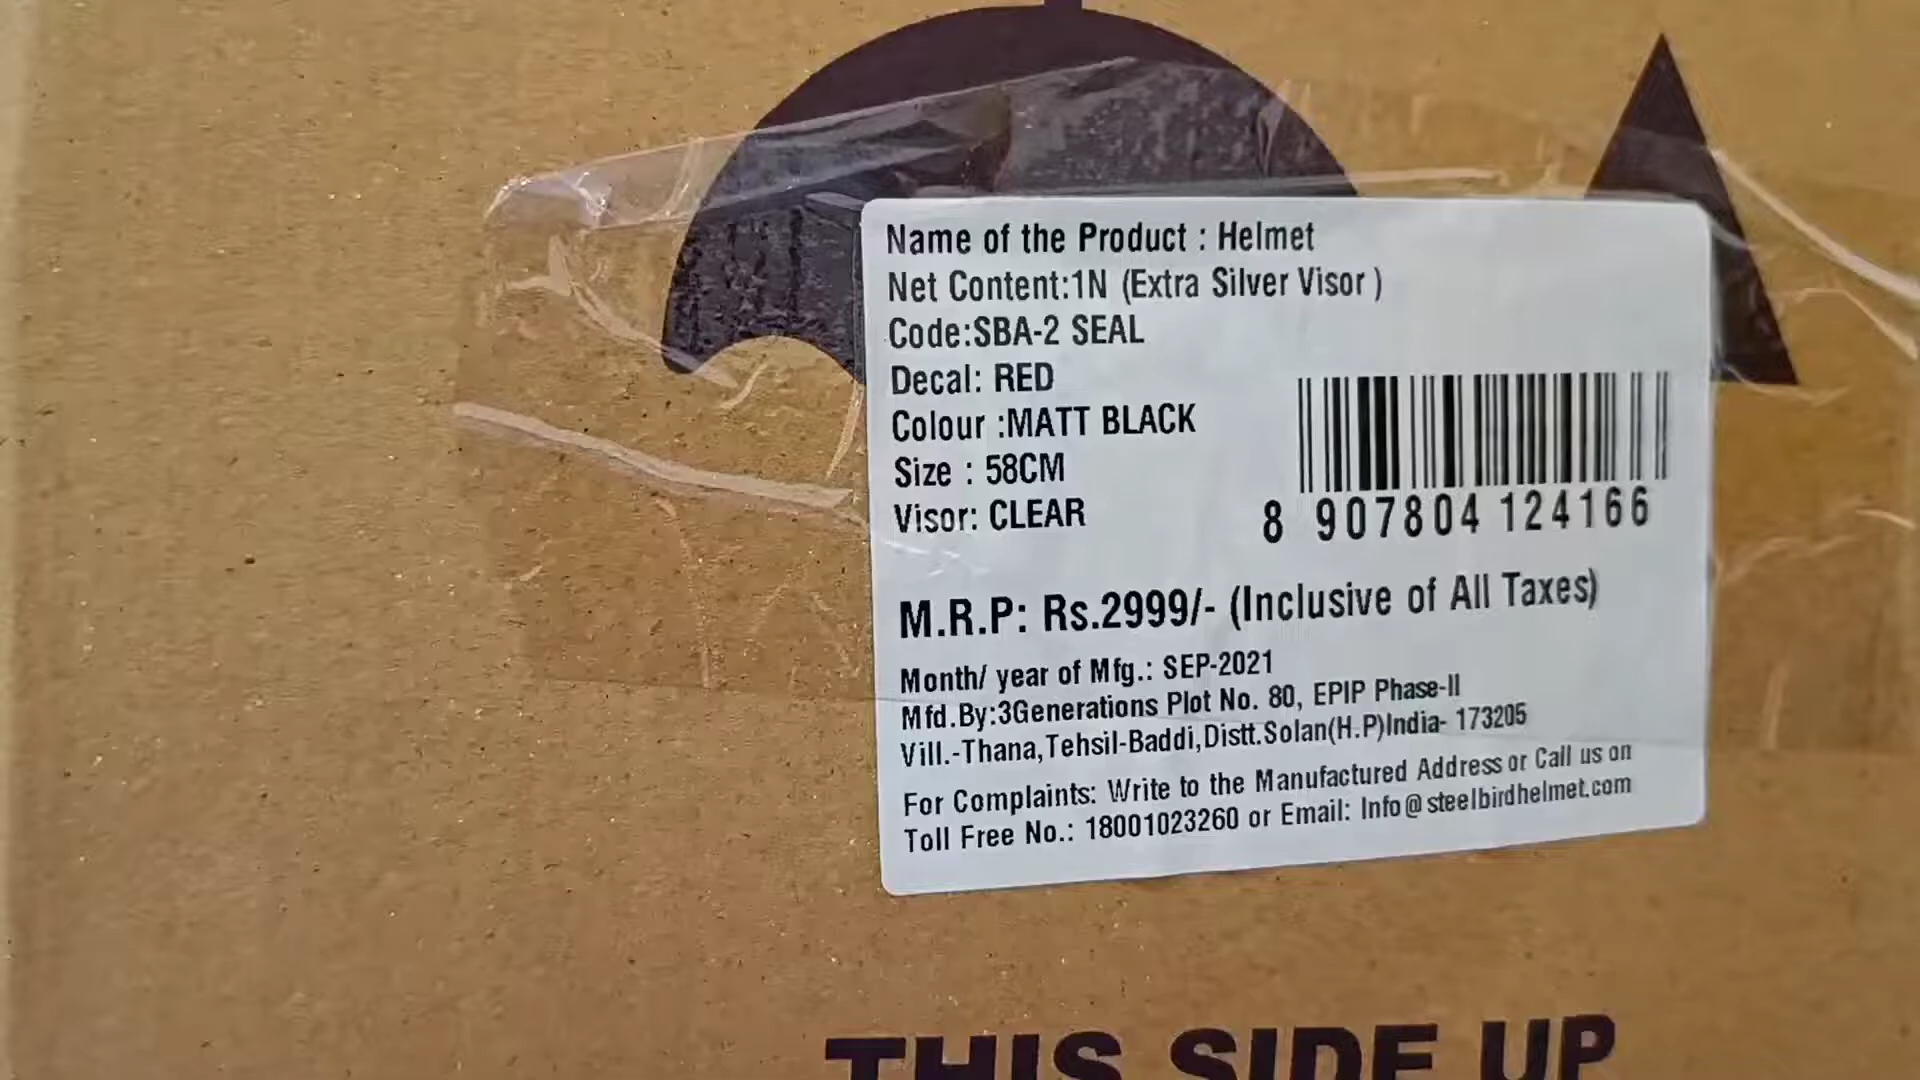 Name of the Product : Helmet
Net Content:1N (Extra Silver Visor )
Code:SBA-2 SEAL
Decal: RED
Colour :MATT BLACK
Size : 58CM
Visor: CLEAR
8 907804 124166
M.R.P: Rs.2999/- (Inclusive of All Taxes)
Month/ year of Mfg.: SEP-2021
Mfd.By:3Generations Plot No. 80, EPIP Phase-II
Vill.-Thana,Tehsil-Baddi,Distt.Solan(H.P)India- 173205
For Complaints: Write to the Manufactured Address or Call us on
Toll Free No.: 18001023260 or Email: Info@steelbirdhelmet.com
THIS SIDE UP